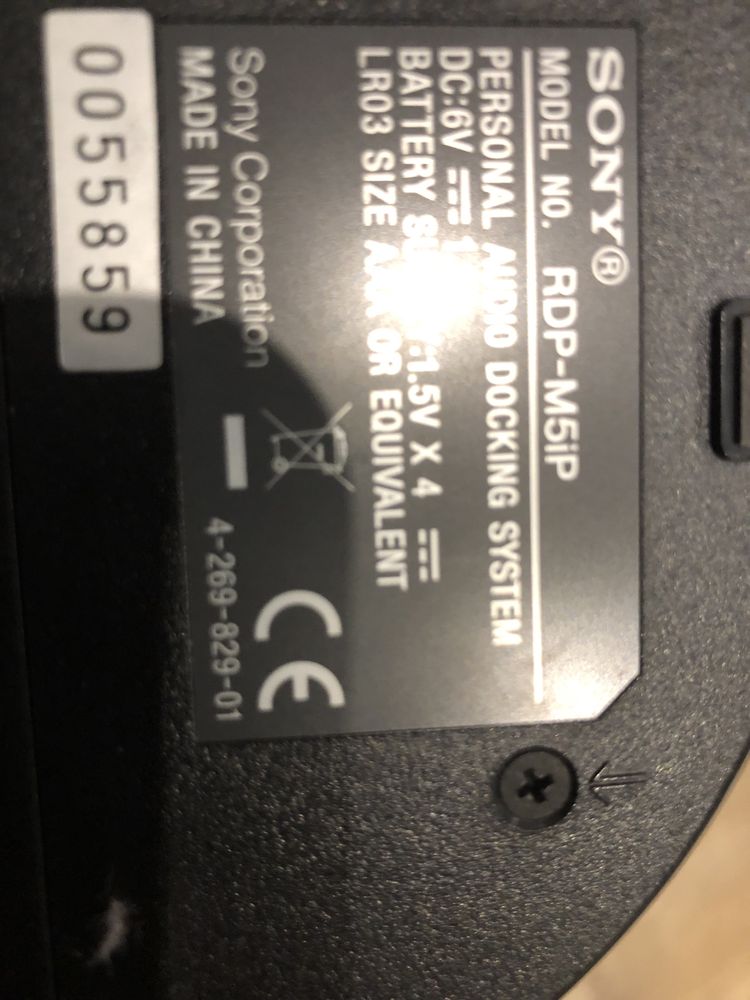 SONY®
MODEL NO. RDP-M5iP
PERSONAL AUDIO DOCKING SYSTEM
DC:6V
BATTERY 1.5V X 4
LR03 SIZE OR EQUIVALENT
Sony Corporation
MADE IN CHINA
CE
4-269-829-01
0055859